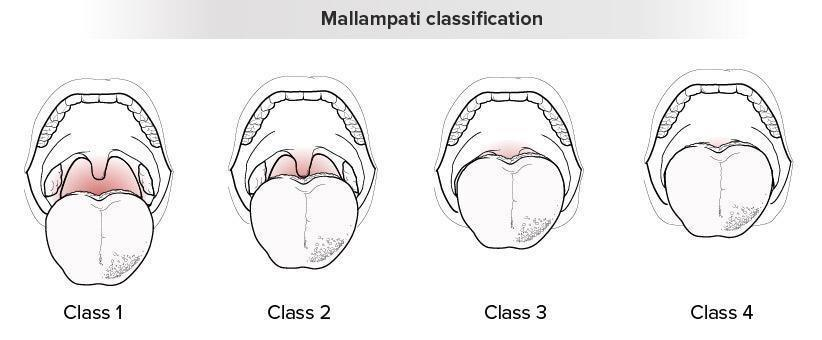 Mallampati classification
Class 1
Class 2
Class 3
Class 4